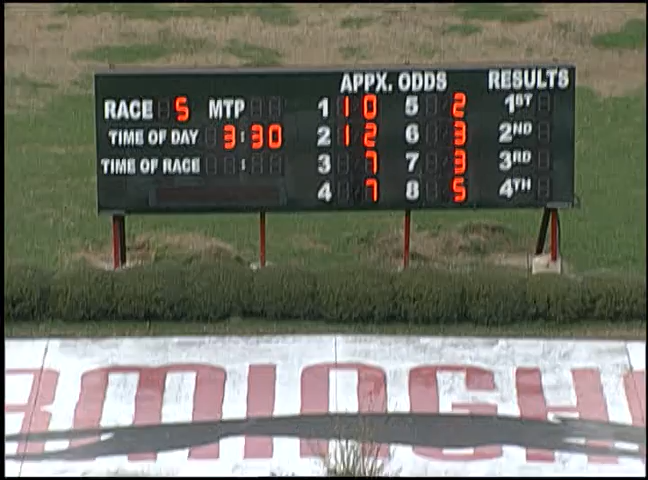 APPX. ODDS RESULTS
RACE 5 MTP 1 10 5 2 1ST
TIME OF DAY 3:30 2 12 6 3 2ND
TIME OF RACE : 3 7 7 3 3RD
4 7 8 5 4TH
RMINGH